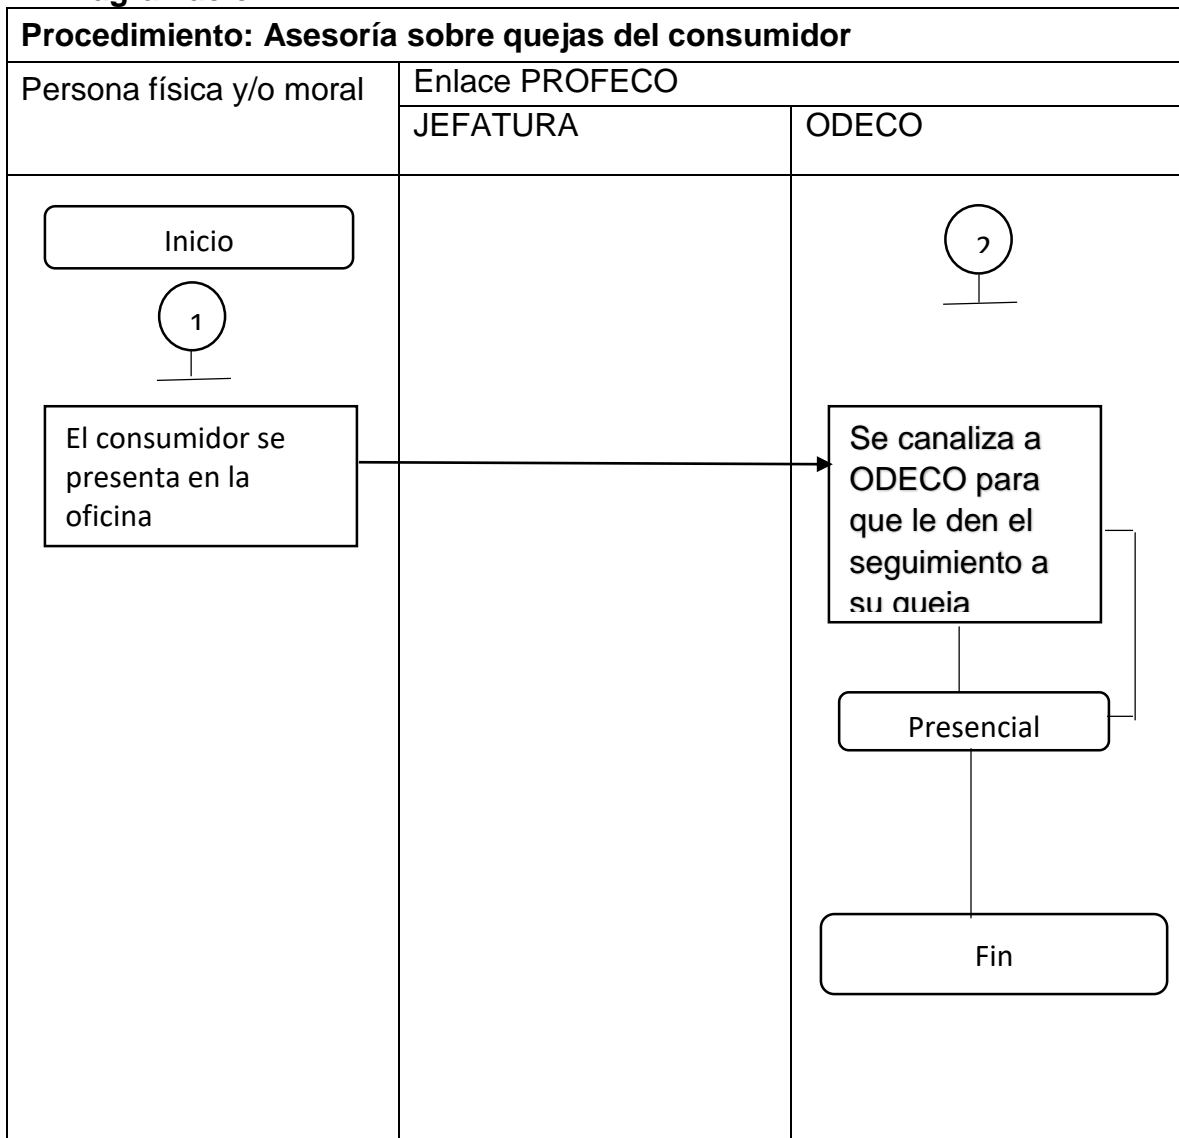 Procedimiento: Asesoría sobre quejas del consumidor
Persona física y/o moral
Enlace PROFECO
JEFATURA
ODECO
Inicio
1
El consumidor se
presenta en la
oficina
2
Se canaliza a
ODECO para
que le den el
seguimiento a
su queja
Presencial
Fin